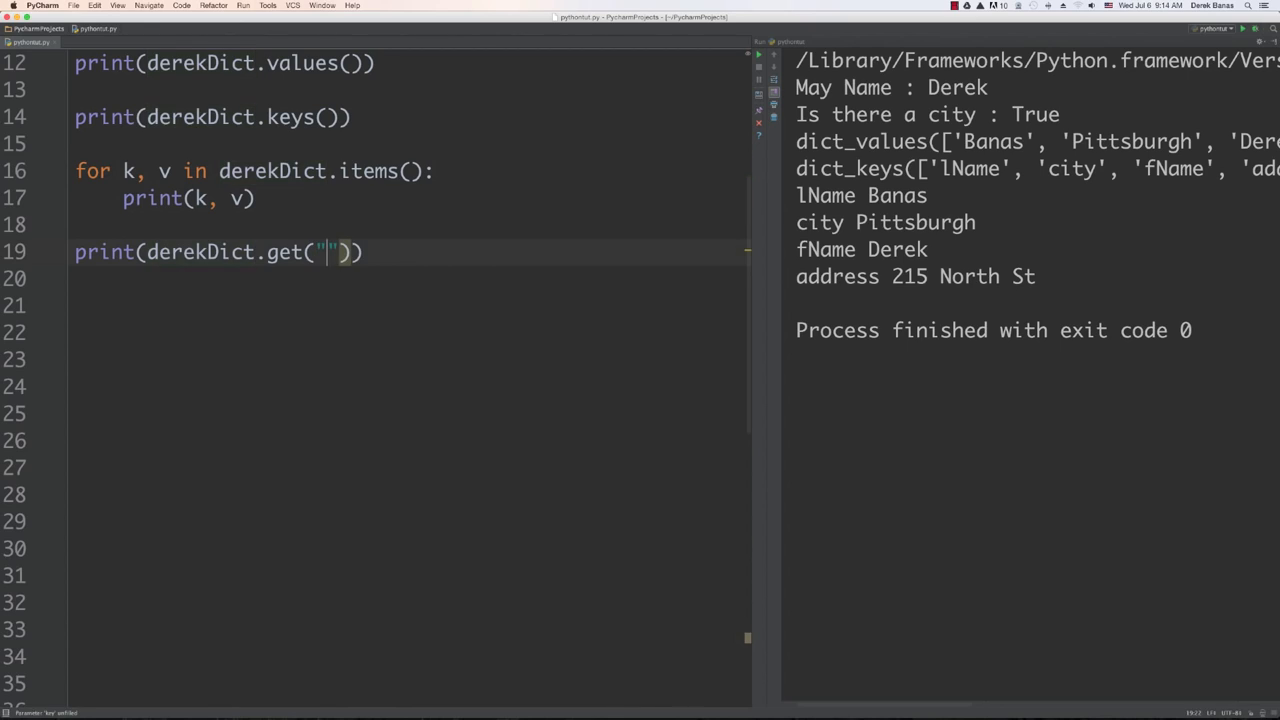 PyCharm File Edit View Navigate Code Refactor Run Tools VCS Window Help
10 Wed Jul 6 9:14 AM Derek Banas
pythontut.py - PyCharmProjects - [~/PycharmProjects]
PycharmProjects pythontut.py
pythontut
pythontut.py
Run pythontut
12 print(derekDict.values())
13
14 print(derekDict.keys())
15
16 for k, v in derekDict.items():
17 print(k, v)
18
19 print(derekDict.get(""))
20
21
22
23
24
25
26
27
28
29
30
31
32
33
34
35
/Library/Frameworks/Python.framework/Vers
May Name : Derek
Is there a city : True
dict_values(['Banas', 'Pittsburgh', 'Dere
dict_keys(['lName', 'city', 'fName', 'add
lName Banas
city Pittsburgh
fName Derek
address 215 North St
Process finished with exit code 0
Parameter 'key' unfilled
19:22 LF÷ UTF-8÷